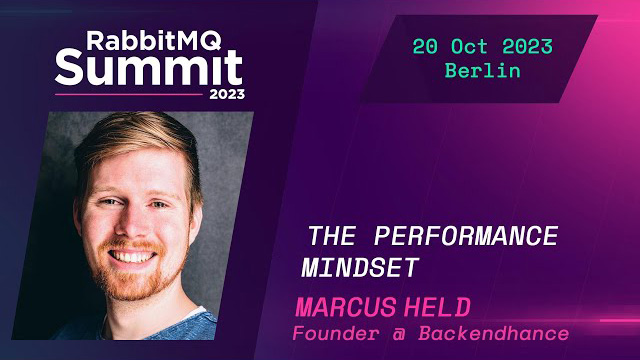 RabbitMQ
Summit
2023
20 Oct 2023
Berlin
THE PERFORMANCE
MINDSET
MARCUS HELD
Founder @ Backendhance